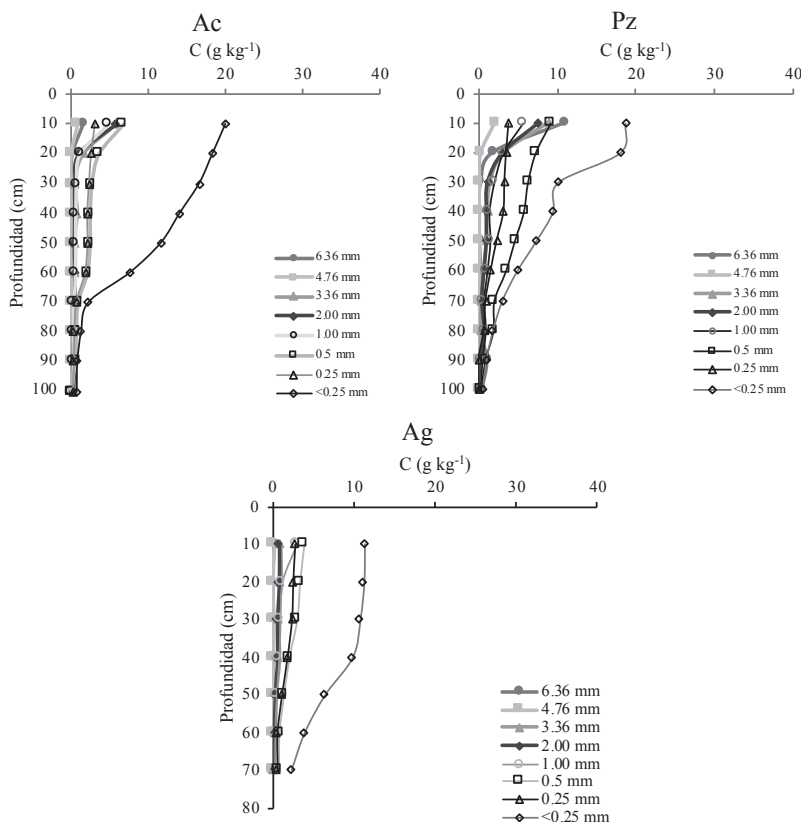 Ac
C (g kg-1)
0 10 20 30 40
0
10
20
30
40
50
60
70
80
90
100
Profundidad (cm)
6.36 mm
4.76 mm
3.36 mm
2.00 mm
1.00 mm
0.5 mm
0.25 mm
<0.25 mm
Pz
C (g kg-1)
0 10 20 30 40
0
10
20
30
40
50
60
70
80
90
100
Profundidad (cm)
6.36 mm
4.76 mm
3.36 mm
2.00 mm
1.00 mm
0.5 mm
0.25 mm
<0.25 mm
Ag
C (g kg-1)
0 10 20 30 40
0
10
20
30
40
50
60
70
80
Profundidad (cm)
6.36 mm
4.76 mm
3.36 mm
2.00 mm
1.00 mm
0.5 mm
0.25 mm
<0.25 mm